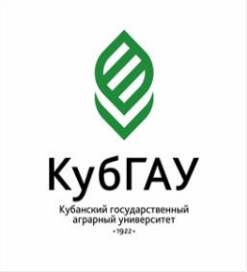 КубГАУ
Кубанский государственный
аграрный университет
•1922•